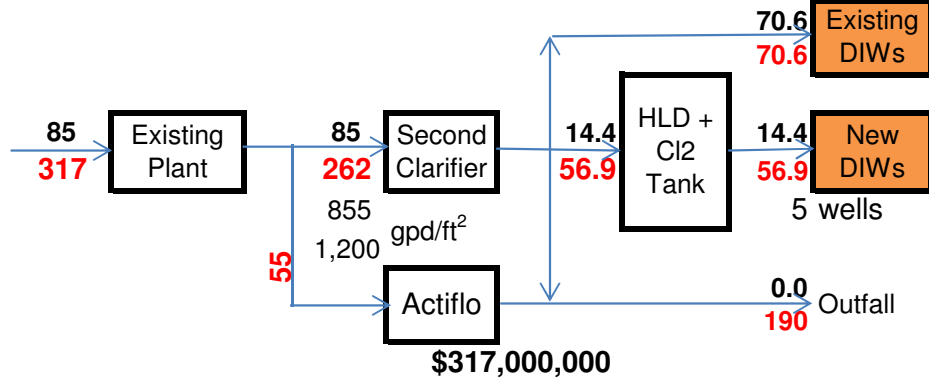 70.6
70.6
Existing
DIWs
85
317
Existing
Plant
85
262
Second
Clarifier
14.4
56.9
HLD +
Cl2
Tank
14.4
56.9
New
DIWs
5 wells
855
1,200
gpd/ft²
55
Actiflo
0.0
190
Outfall
$317,000,000